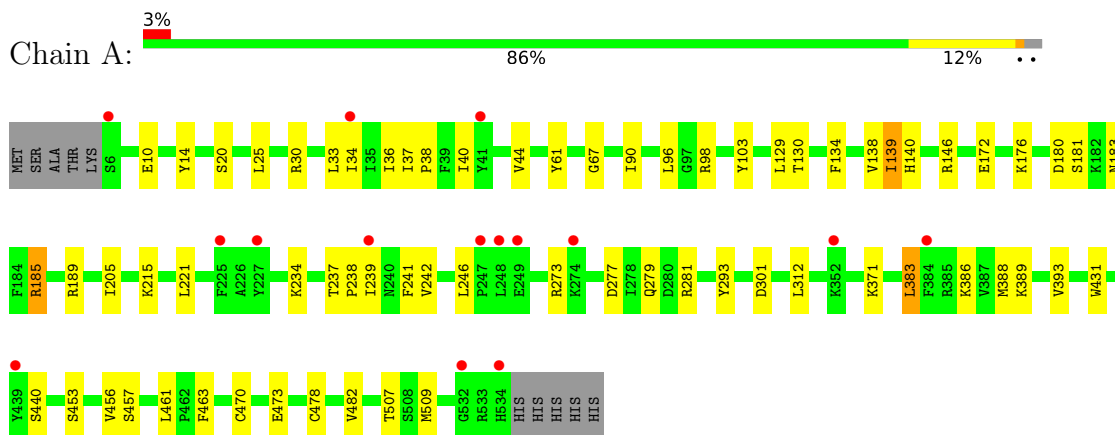 3%
Chain A:
86% 12% • •
MET SER ALA THR LYS S6 E10 Y14 S20 L25 R30 L33 I34 I35 I36 I37 P38 F39 I40 Y41 V44 Y61 G67 I90 L96 G97 R98 Y103 L129 T130 F134 V138 I139 H140 R146 E172 K176 D180 S181 K182 N183
F184 R185 R189 I205 K215 L221 F225 A226 Y227 K234 T237 P238 I239 N240 F241 V242 L246 P247 L248 E249 R273 K274 D277 I278 Q279 D280 R281 Y293 D301 L312 K352 K371 L383 F384 R385 K386 V387 M388 K389 V393 W431
Y439 S440 S453 V456 S457 L461 P462 F463 C470 E473 C478 V482 T507 S508 M509 G532 R533 H534 HIS HIS HIS HIS HIS